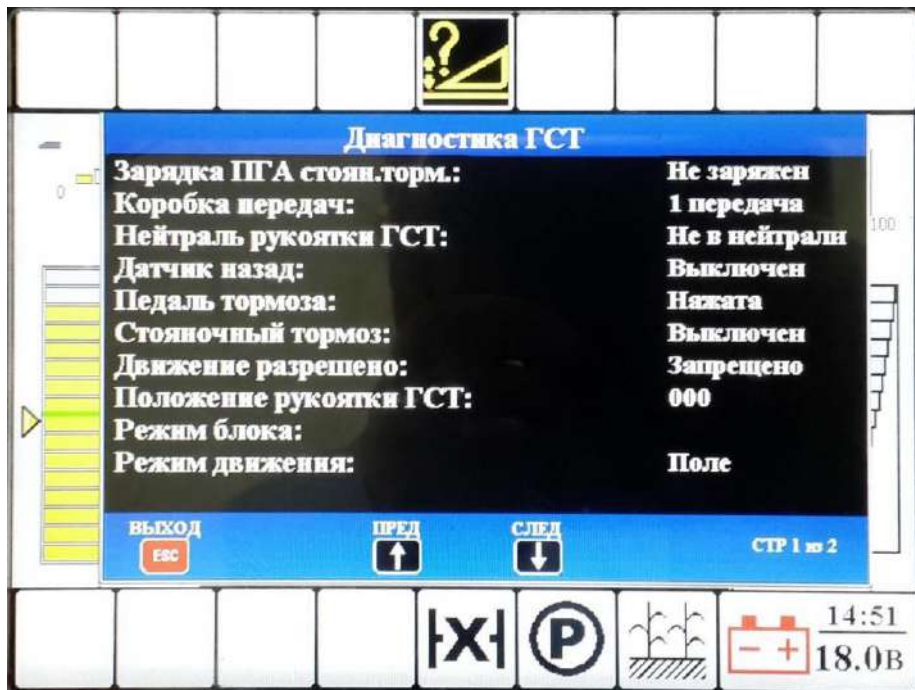 Диагностика ГСТ
Зарядка ПГА стоян.торм.: Не заряжен
Коробка передач: 1 передача
Нейтраль рукоятки ГСТ: Не в нейтрали
Датчик назад: Выключен
Педаль тормоза: Нажата
Стояночный тормоз: Выключен
Движение разрешено: Запрещено
Положение рукоятки ГСТ: 000
Режим блока:
Режим движения: Поле
0
100
ВЫХОД ПРЕД СЛЕД
ESC СТР 1 из 2
P
14:51
18.0В